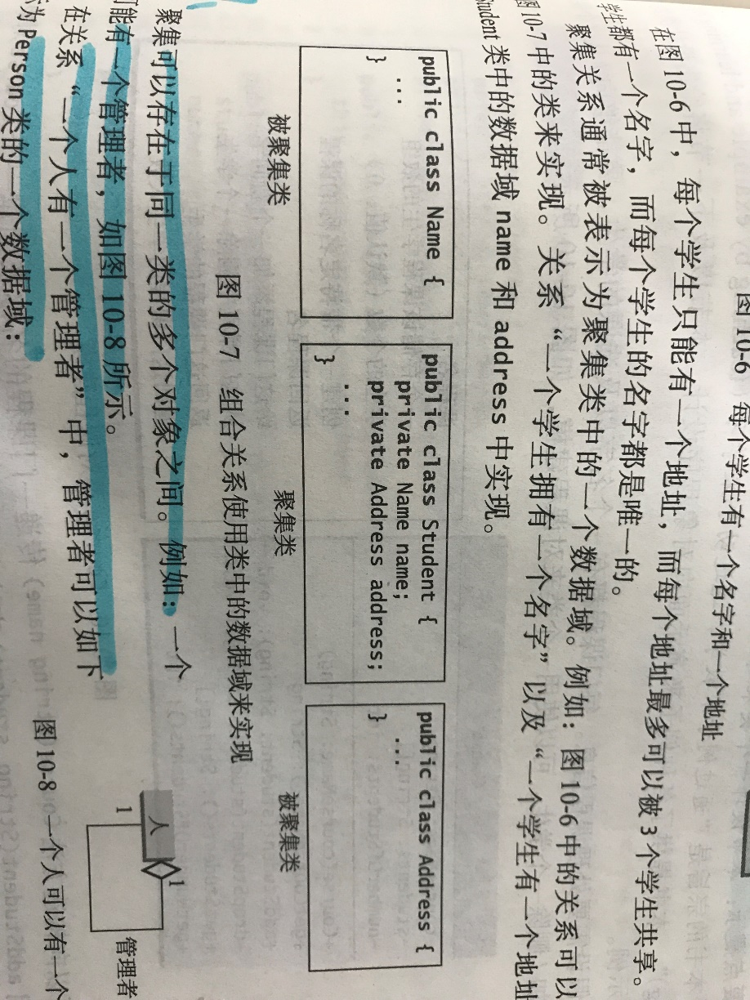 图 10-6 每个学生有一个名字和一个地址
在图 10-6 中，每个学生只能有一个地址，而每个地址最多可以被 3 个学生共享。
学生都有一个名字，而每个学生的名字都是唯一的。
聚集关系通常被表示为聚集类中的一个数据域。例如：图 10-6 中的关系可以
图 10-7 中的类来实现。关系“一个学生拥有一个名字”以及“一个学生有一个地址
Student 类中的数据域 name 和 address 中实现。
public class Name {
...
}
被聚集类
public class Student {
private Name name;
private Address address;
...
}
聚集类
public class Address {
...
}
被聚集类
图 10-7 组合关系使用类中的数据域来实现
聚集可以存在于同一类的多个对象之间。例如：一个
可能有一个管理者，如图 10-8 所示。
在关系“一个人有一个管理者”中，管理者可以如下
为 Person 类的一个数据域：
人
1
1
管理者
图 10-8 一个人可以有一个